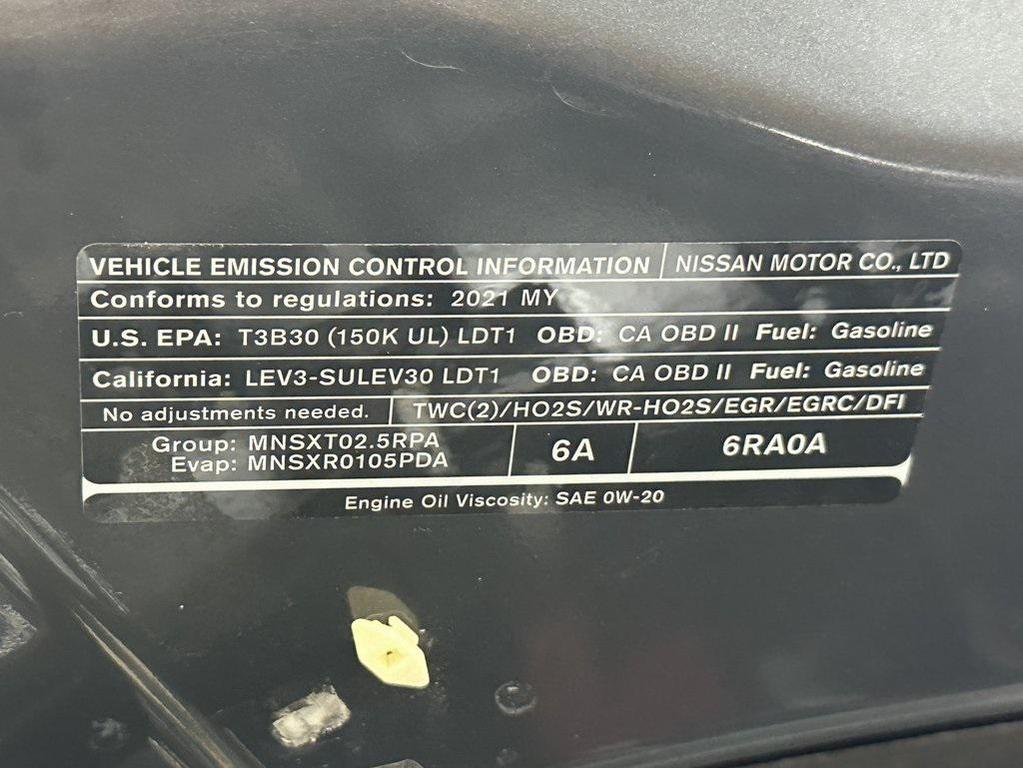 VEHICLE EMISSION CONTROL INFORMATION NISSAN MOTOR CO., LTD
Conforms to regulations: 2021 MY
U.S. EPA: T3B30 (150K UL) LDT1 OBD: CA OBD II Fuel: Gasoline
California: LEV3-SULEV30 LDT1 OBD: CA OBD II Fuel: Gasoline
No adjustments needed. TWC(2)/HO2S/WR-HO2S/EGR/EGRC/DFI
Group: MNSXT02.5RPA
Evap: MNSXR0105PDA
6A
6RA0A
Engine Oil Viscosity: SAE 0W-20